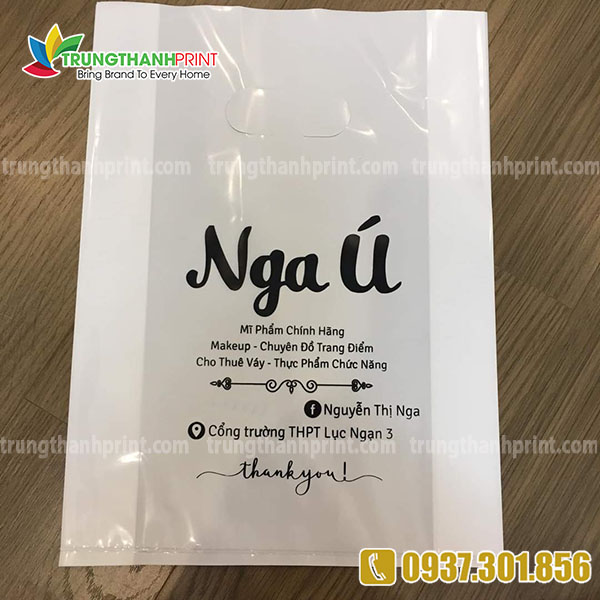 TRUNGTHANHPRINT
Bring Brand To Every Home
trungthanhprint.com trungthanhprint.com trungthanhprint.com
Nga Ú
Mĩ Phẩm Chính Hãng
Makeup - Chuyên Đồ Trang Điểm
Cho Thuê Váy - Thực Phẩm Chức Năng
Nguyễn Thị Nga
Cổng trường THPT Lục Ngạn 3
trungthanhprint.com trungthanhprint.com trungthanhprint.com
thankyou!
0937.301.856